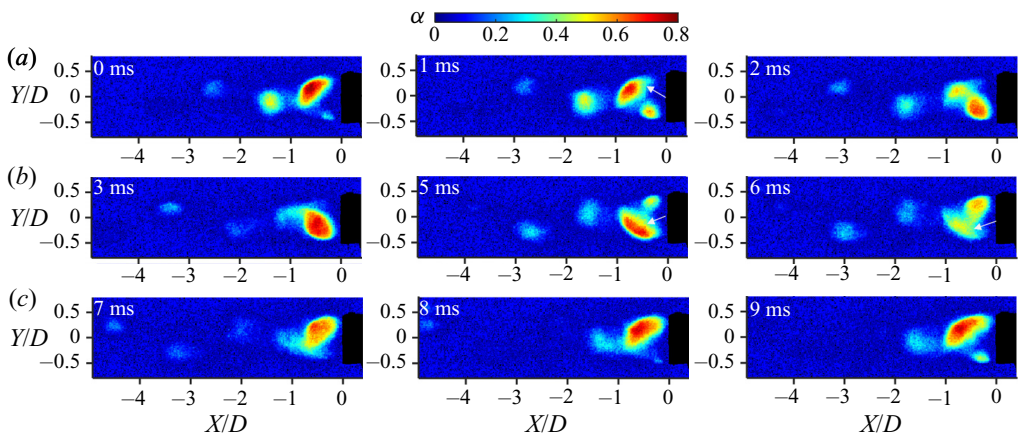 α
0 0.2 0.4 0.6 0.8
(a) 0 ms 1 ms 2 ms
Y/D
0.5
0
−0.5
−4 −3 −2 −1 0 −4 −3 −2 −1 0 −4 −3 −2 −1 0
(b) 3 ms 5 ms 6 ms
Y/D
0.5
0
−0.5
−4 −3 −2 −1 0 −4 −3 −2 −1 0 −4 −3 −2 −1 0
(c) 7 ms 8 ms 9 ms
Y/D
0.5
0
−0.5
−4 −3 −2 −1 0 −4 −3 −2 −1 0 −4 −3 −2 −1 0
X/D X/D X/D